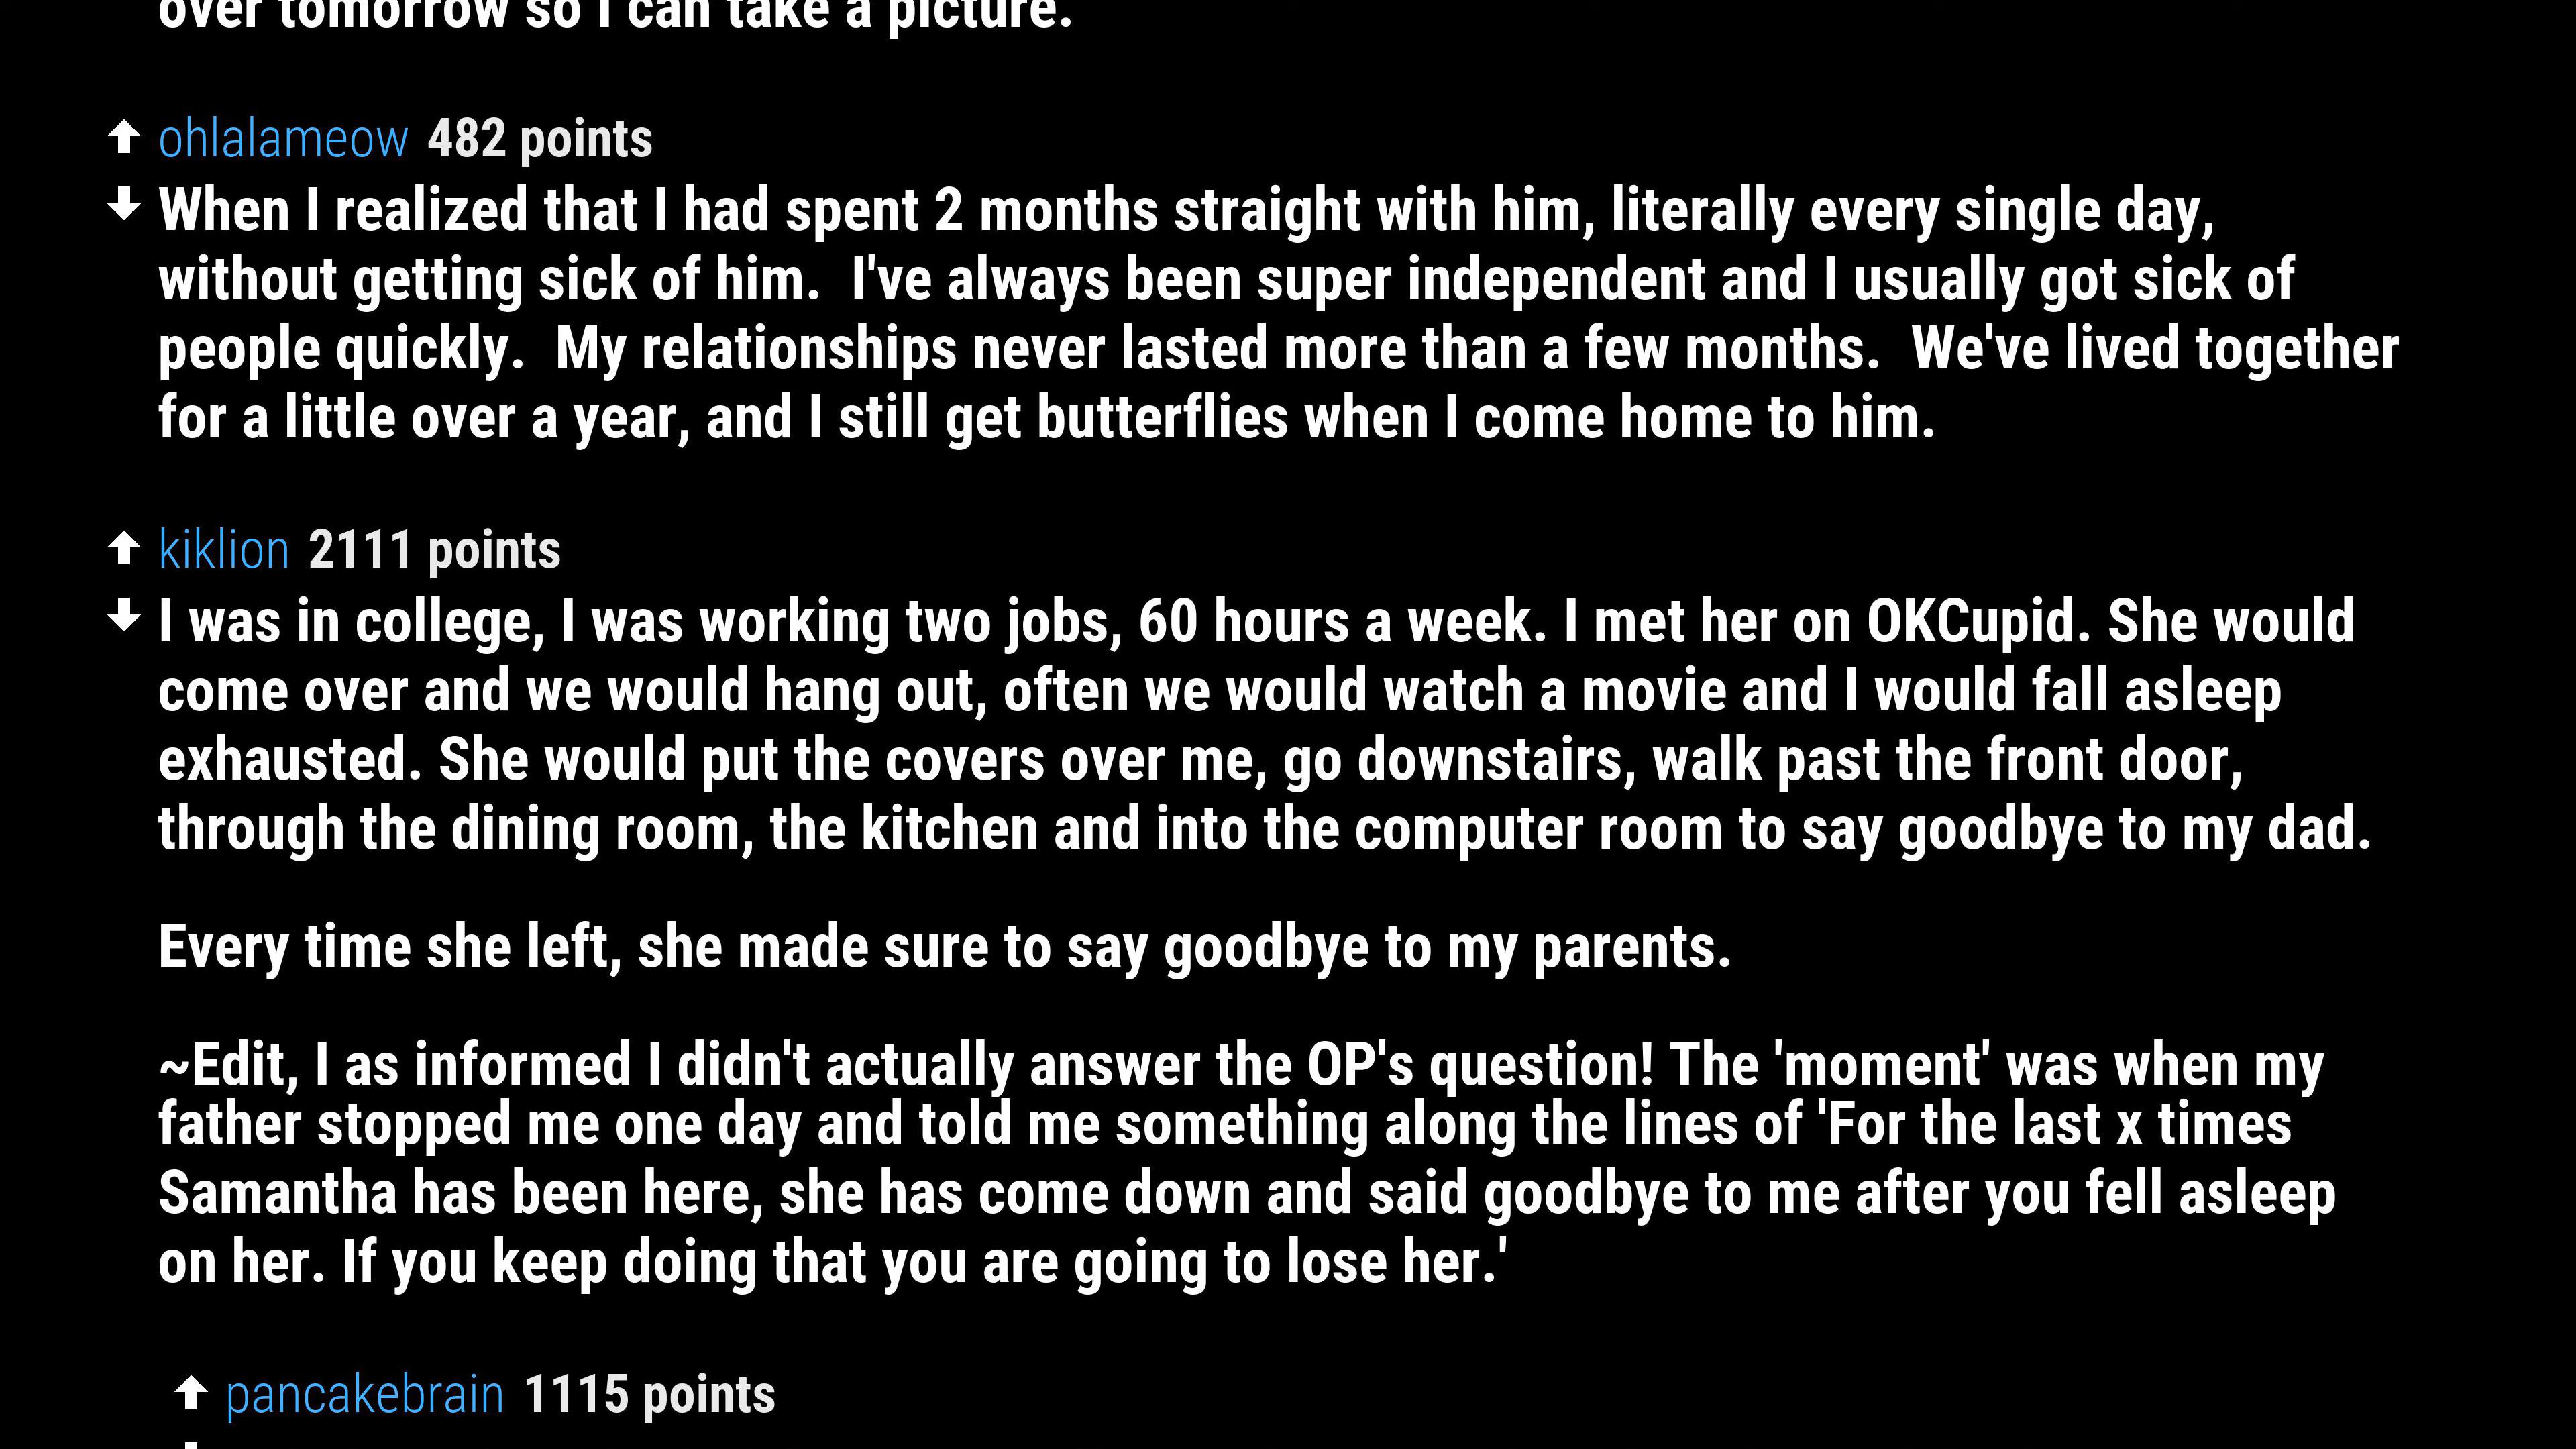 over tomorrow so I can take a picture.
ohlalameow 482 points
When I realized that I had spent 2 months straight with him, literally every single day,
without getting sick of him.  I've always been super independent and I usually got sick of
people quickly.  My relationships never lasted more than a few months.  We've lived together
for a little over a year, and I still get butterflies when I come home to him.
kiklion 2111 points
I was in college, I was working two jobs, 60 hours a week. I met her on OKCupid. She would
come over and we would hang out, often we would watch a movie and I would fall asleep
exhausted. She would put the covers over me, go downstairs, walk past the front door,
through the dining room, the kitchen and into the computer room to say goodbye to my dad.
Every time she left, she made sure to say goodbye to my parents.
~Edit, I as informed I didn't actually answer the OP's question! The 'moment' was when my
father stopped me one day and told me something along the lines of 'For the last x times
Samantha has been here, she has come down and said goodbye to me after you fell asleep
on her. If you keep doing that you are going to lose her.'
pancakebrain 1115 points